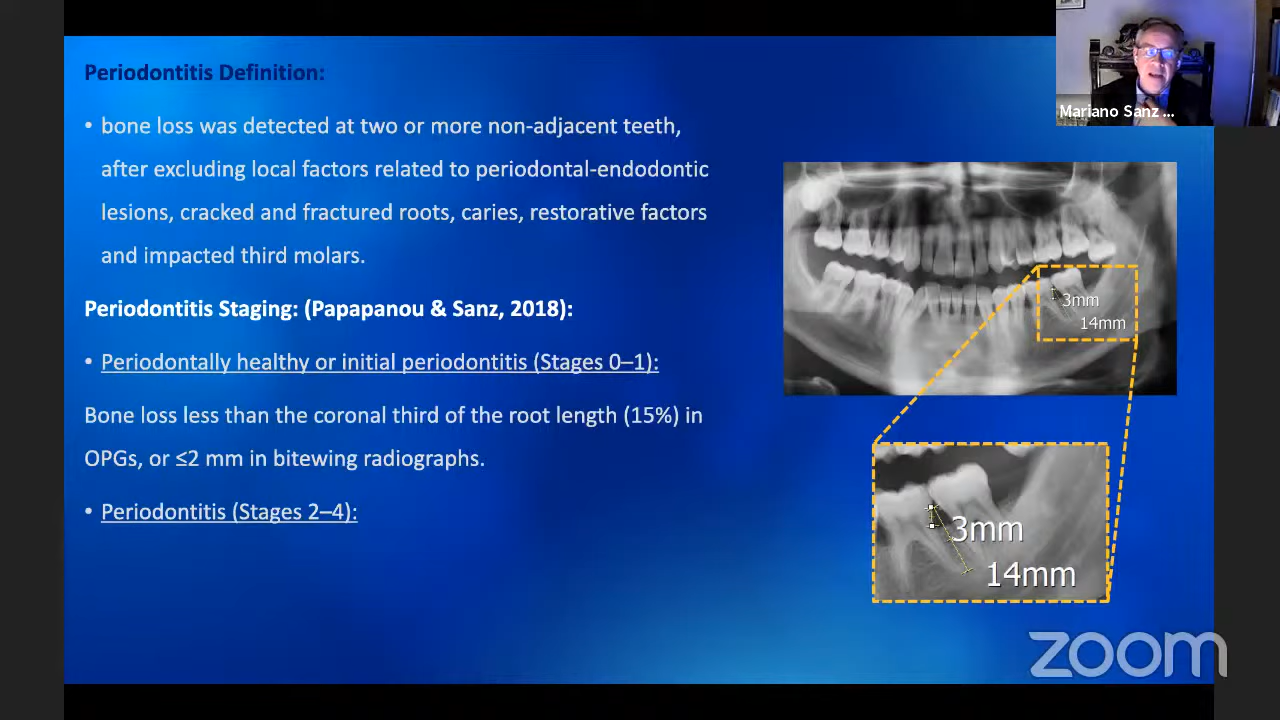 Periodontitis Definition:
• bone loss was detected at two or more non-adjacent teeth,
after excluding local factors related to periodontal-endodontic
lesions, cracked and fractured roots, caries, restorative factors
and impacted third molars.
Periodontitis Staging: (Papapanou & Sanz, 2018):
• Periodontally healthy or initial periodontitis (Stages 0–1):
Bone loss less than the coronal third of the root length (15%) in
OPGs, or ≤2 mm in bitewing radiographs.
• Periodontitis (Stages 2–4):
Mariano Sanz ...
3mm
14mm
3mm
14mm
zoom